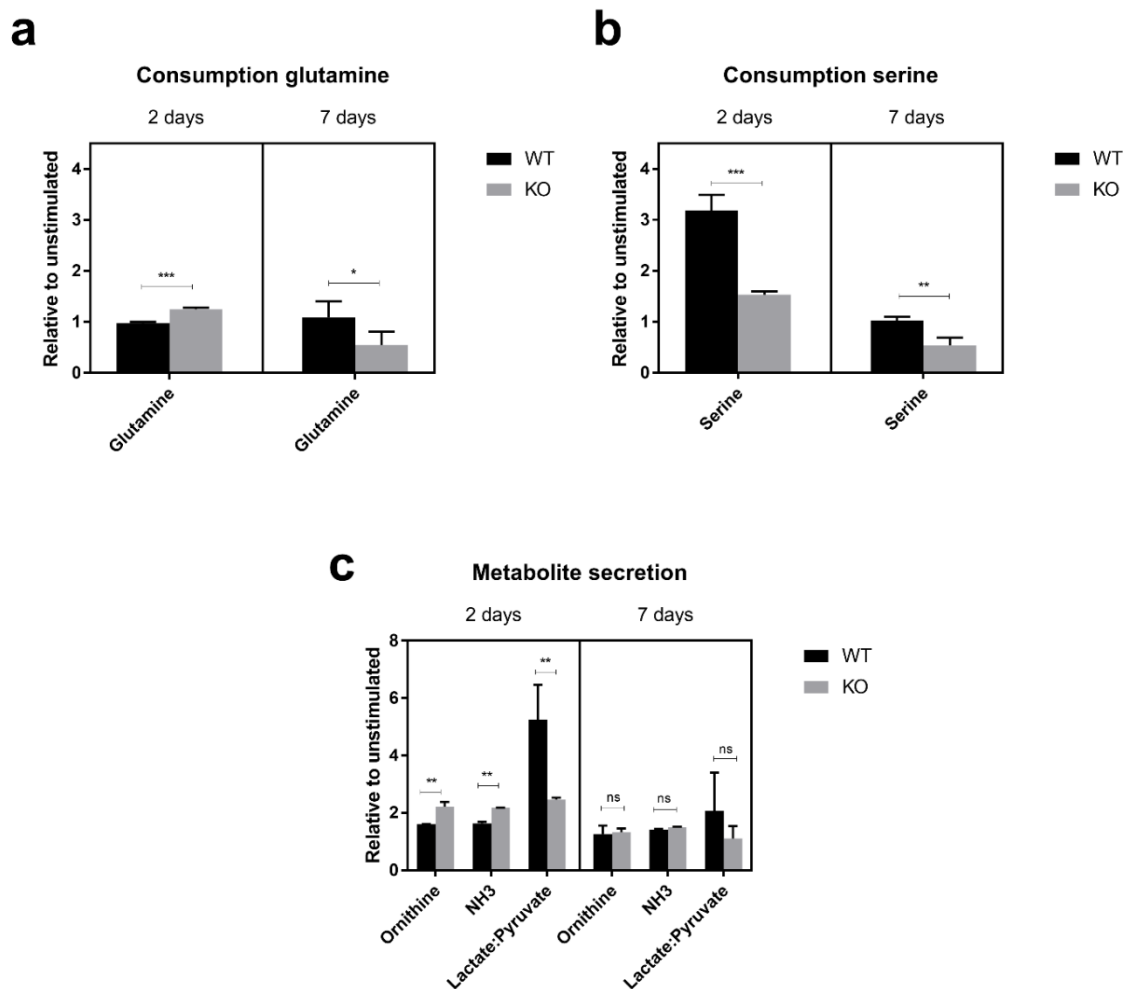 a
Consumption glutamine
2 days 7 days
Relative to unstimulated
4
3
2
1
0
*** *
Glutamine Glutamine
WT
KO
b
Consumption serine
2 days 7 days
Relative to unstimulated
4
3
2
1
0
*** **
Serine Serine
WT
KO
c
Metabolite secretion
2 days 7 days
Relative to unstimulated
8
6
4
2
0
** ** ** ns ns ns
Ornithine NH3 Lactate:Pyruvate Ornithine NH3 Lactate:Pyruvate
WT
KO